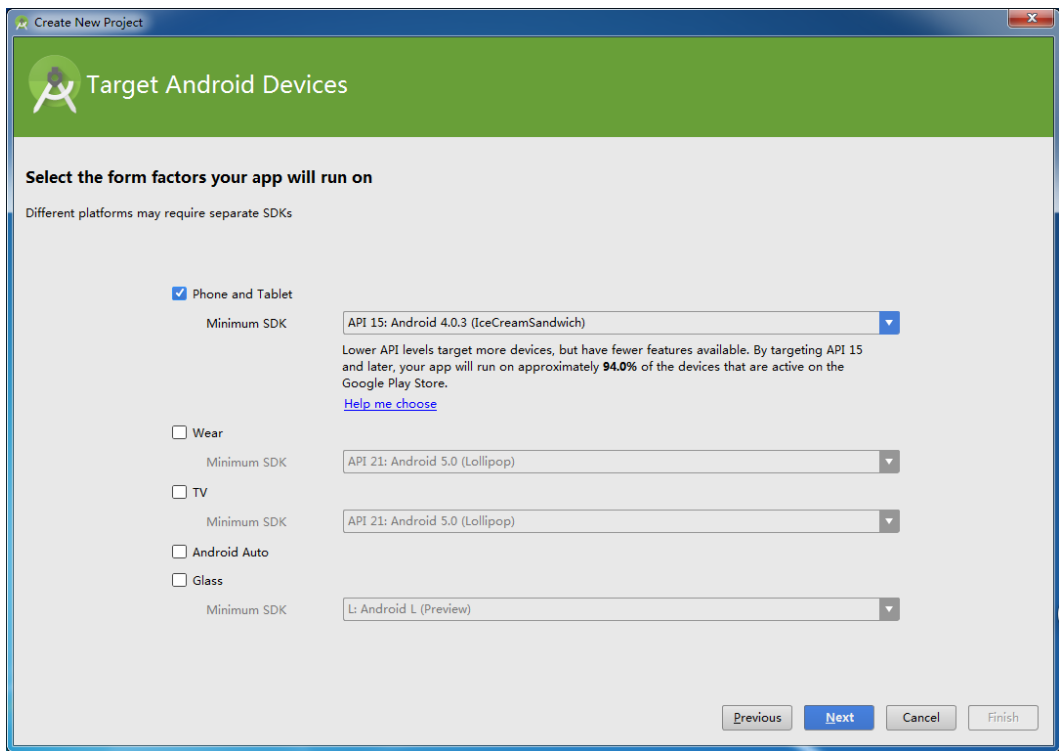 Create New Project
Target Android Devices
Select the form factors your app will run on
Different platforms may require separate SDKs
Phone and Tablet
Minimum SDK API 15: Android 4.0.3 (IceCreamSandwich)
Lower API levels target more devices, but have fewer features available. By targeting API 15
and later, your app will run on approximately 94.0% of the devices that are active on the
Google Play Store.
Help me choose
Wear
Minimum SDK API 21: Android 5.0 (Lollipop)
TV
Minimum SDK API 21: Android 5.0 (Lollipop)
Android Auto
Glass
Minimum SDK L: Android L (Preview)
Previous Next Cancel Finish